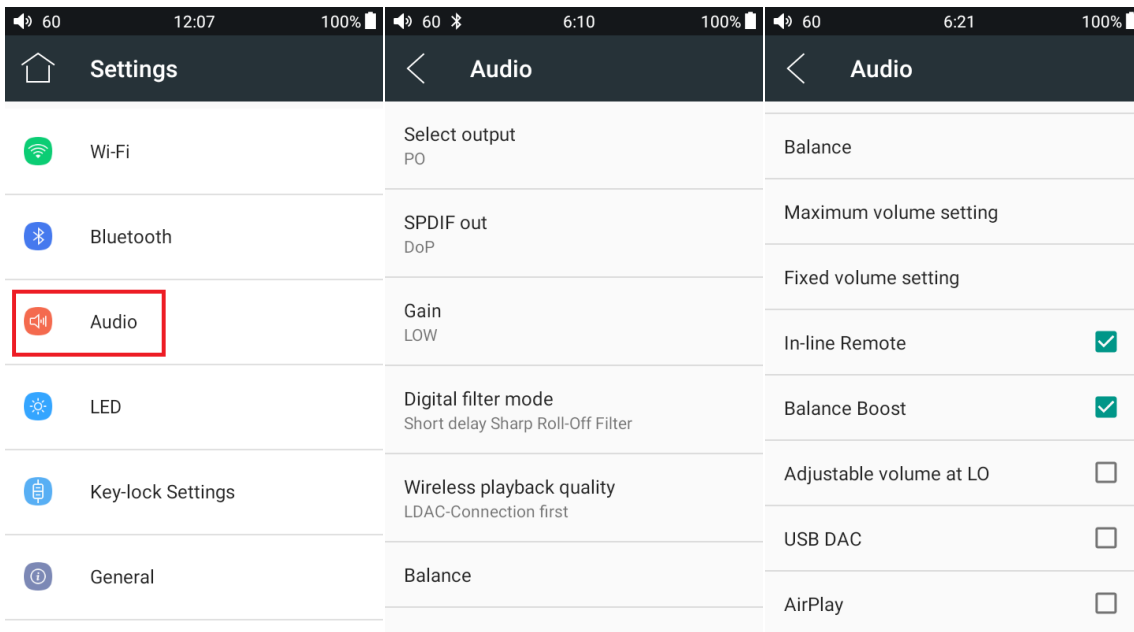 60 12:07 100%
Settings
Wi-Fi
Bluetooth
Audio
LED
Key-lock Settings
General
60 6:10 100%
Audio
Select output
PO
SPDIF out
DoP
Gain
LOW
Digital filter mode
Short delay Sharp Roll-Off Filter
Wireless playback quality
LDAC-Connection first
Balance
60 6:21 100%
Audio
Balance
Maximum volume setting
Fixed volume setting
In-line Remote
Balance Boost
Adjustable volume at LO
USB DAC
AirPlay